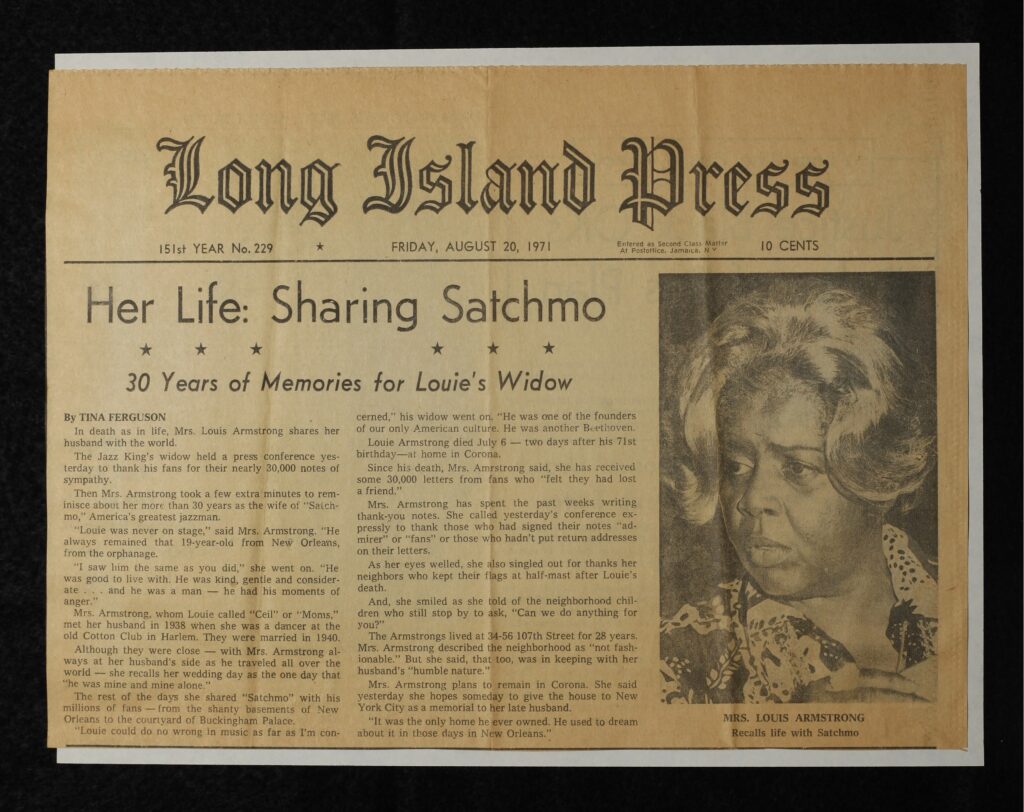 Long Island Press
151st YEAR No. 229 ★ FRIDAY, AUGUST 20, 1971 Entered as Second Class Matter At Postoffice, Jamaica, N Y 10 CENTS
Her Life: Sharing Satchmo
★ ★ ★ ★ ★ ★
30 Years of Memories for Louie's Widow
By TINA FERGUSON
In death as in life, Mrs. Louis Armstrong shares her
husband with the world.
The Jazz King's widow held a press conference yes-
terday to thank his fans for their nearly 30,000 notes of
sympathy.
Then Mrs. Armstrong took a few extra minutes to rem-
inisce about her more than 30 years as the wife of "Satch-
mo," America's greatest jazzman.
"Louie was never on stage," said Mrs. Armstrong. "He
always remained that 19-year-old from New Orleans,
from the orphanage.
"I saw him the same as you did," she went on. "He
was good to live with. He was kind, gentle and consider-
ate . . . and he was a man — he had his moments of
anger."
Mrs. Armstrong, whom Louie called "Ceil" or "Moms,"
met her husband in 1938 when she was a dancer at the
old Cotton Club in Harlem. They were married in 1940.
Although they were close — with Mrs. Armstrong al-
ways at her husband's side as he traveled all over the
world — she recalls her wedding day as the one day that
"he was mine and mine alone."
The rest of the days she shared "Satchmo" with his
millions of fans — from the shanty basements of New
Orleans to the courtyard of Buckingham Palace.
"Louie could do no wrong in music as far as I'm con-
cerned," his widow went on. "He was one of the founders
of our only American culture. He was another Beethoven.
Louie Armstrong died July 6 — two days after his 71st
birthday—at home in Corona.
Since his death, Mrs. Amrstrong said, she has received
some 30,000 letters from fans who "felt they had lost
a friend."
Mrs. Armstrong has spent the past weeks writing
thank-you notes. She called yesterday's conference ex-
pressly to thank those who had signed their notes "ad-
mirer" or "fans" or those who hadn't put return addresses
on their letters.
As her eyes welled, she also singled out for thanks her
neighbors who kept their flags at half-mast after Louie's
death.
And, she smiled as she told of the neighborhood chil-
dren who still stop by to ask, "Can we do anything for
you?"
The Armstrongs lived at 34-56 107th Street for 28 years.
Mrs. Armstrong described the neighborhood as "not fash-
ionable." But she said, that too, was in keeping with her
husband's "humble nature."
Mrs. Armstrong plans to remain in Corona. She said
yesterday she hopes someday to give the house to New
York City as a memorial to her late husband.
"It was the only home he ever owned. He used to dream
about it in those days in New Orleans."
MRS. LOUIS ARMSTRONG
Recalls life with Satchmo